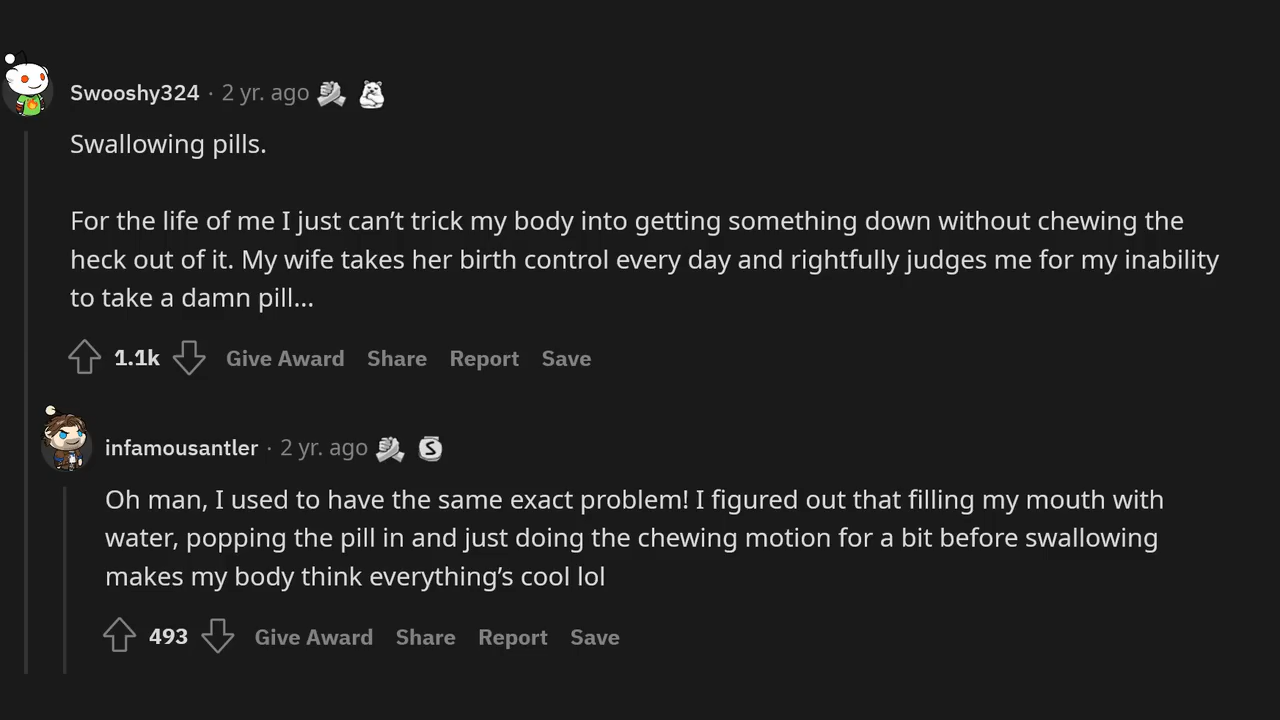 Swooshy324 · 2 yr. ago
Swallowing pills.
For the life of me I just can’t trick my body into getting something down without chewing the
heck out of it. My wife takes her birth control every day and rightfully judges me for my inability
to take a damn pill...
1.1k Give Award Share Report Save
infamousantler · 2 yr. ago
Oh man, I used to have the same exact problem! I figured out that filling my mouth with
water, popping the pill in and just doing the chewing motion for a bit before swallowing
makes my body think everything’s cool lol
493 Give Award Share Report Save